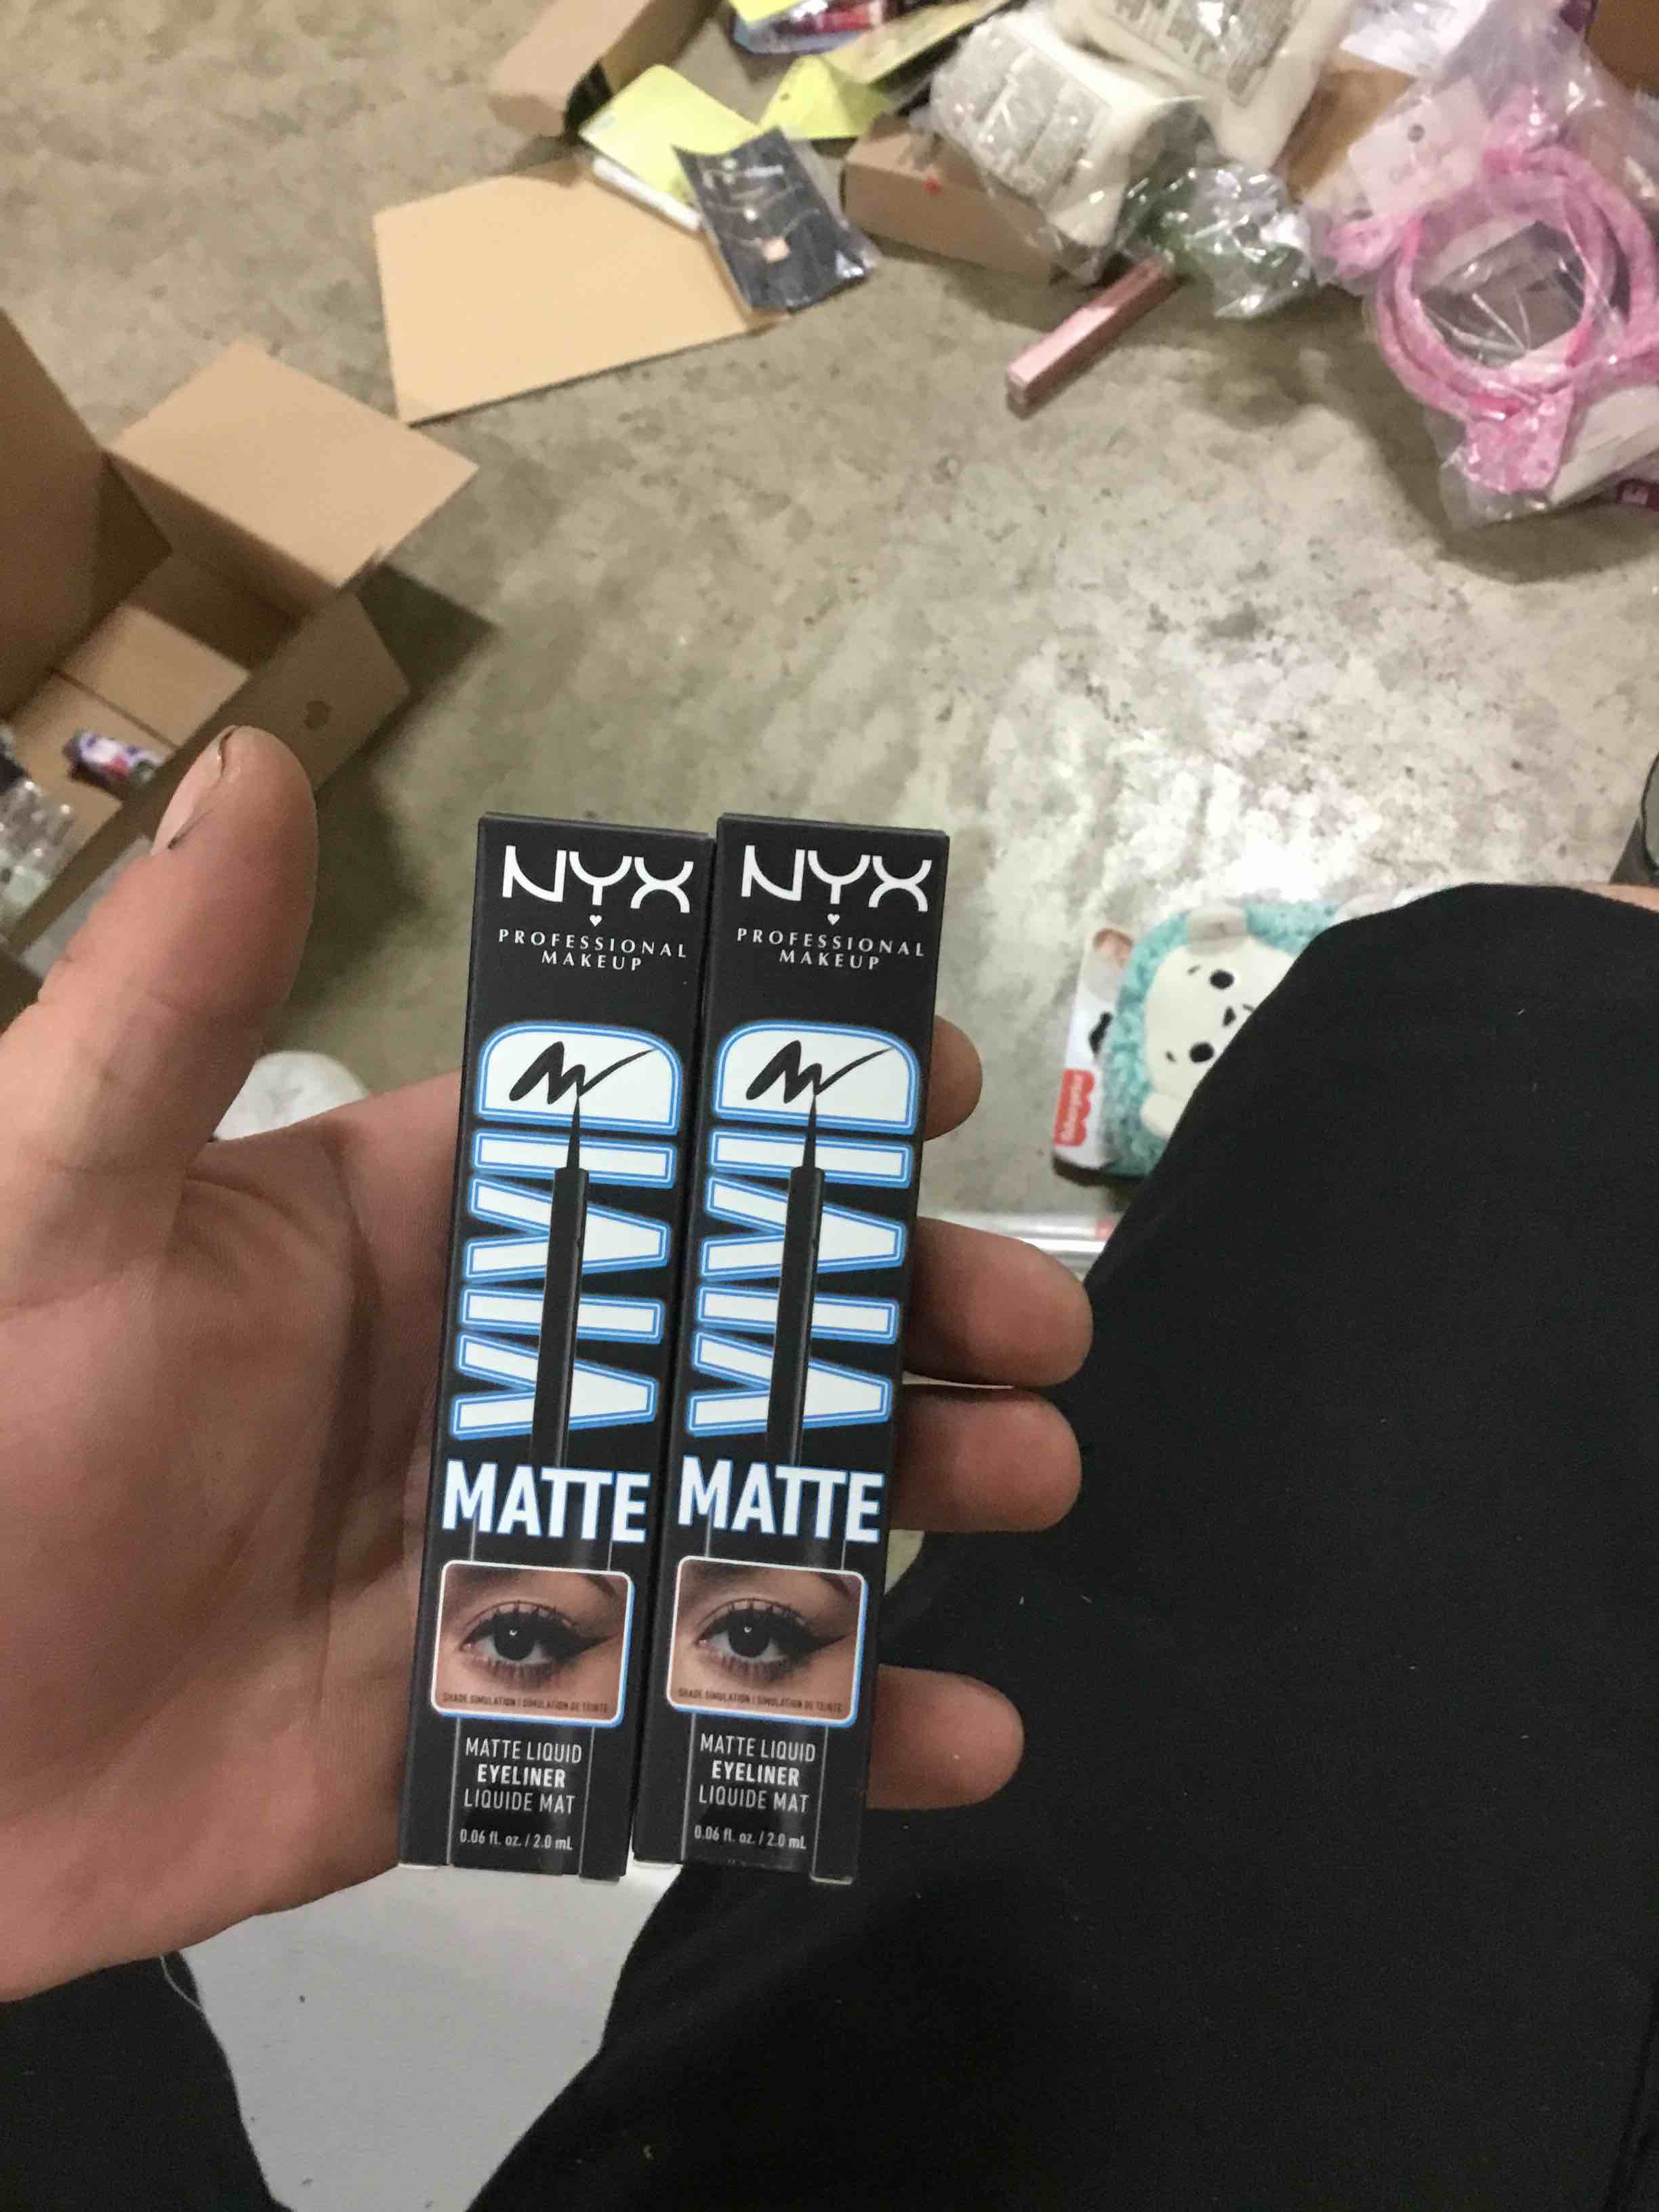 NYX
PROFESSIONAL
MAKEUP
VIVID
MATTE
SHADE SIMULATION | SIMULATION DE TEINTE
MATTE LIQUID
EYELINER
LIQUIDE MAT
0.06 fl. oz. / 2.0 mL
NYX
PROFESSIONAL
MAKEUP
VIVID
MATTE
SHADE SIMULATION | SIMULATION DE TEINTE
MATTE LIQUID
EYELINER
LIQUIDE MAT
0.06 fl. oz. / 2.0 mL